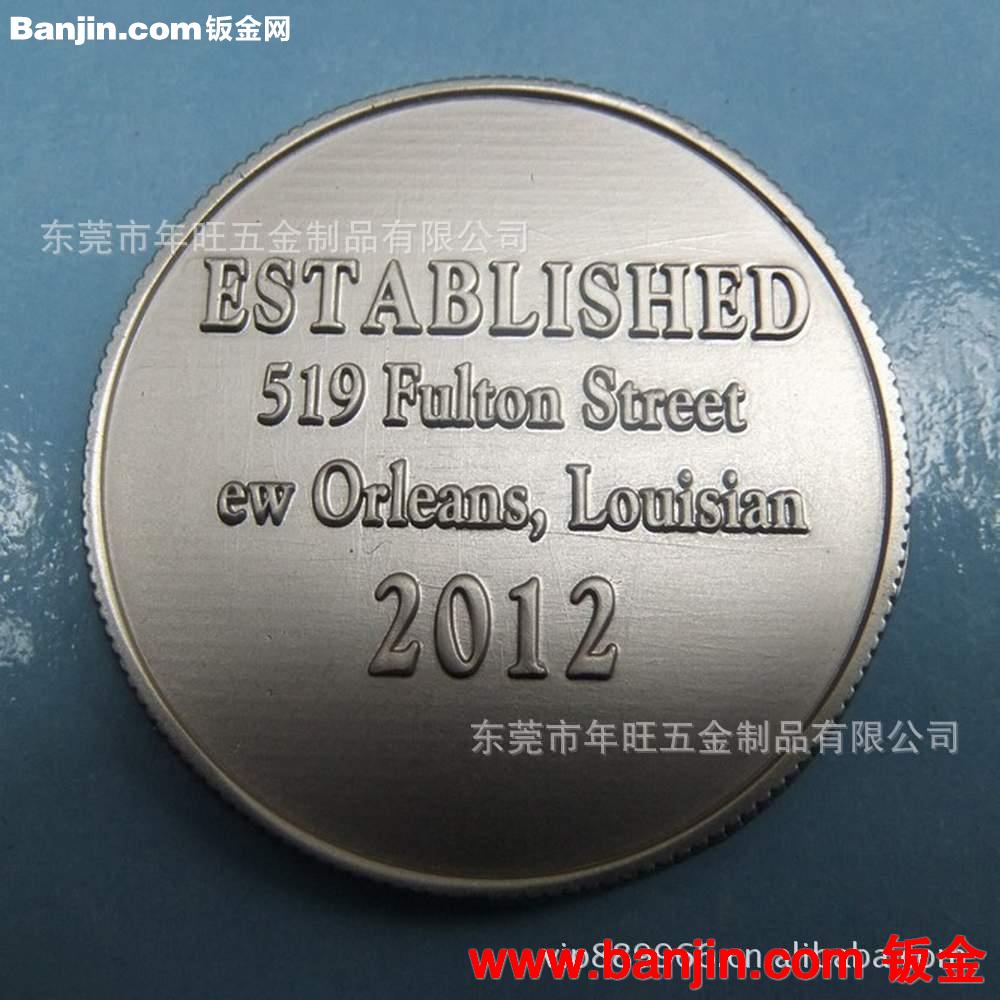 Banjin.com钣金网
东莞市年旺五金制品有限公司
ESTABLISHED
519 Fulton Street
ew Orleans, Louisian
2012
东莞市年旺五金制品有限公司
www.banjin.com 钣金